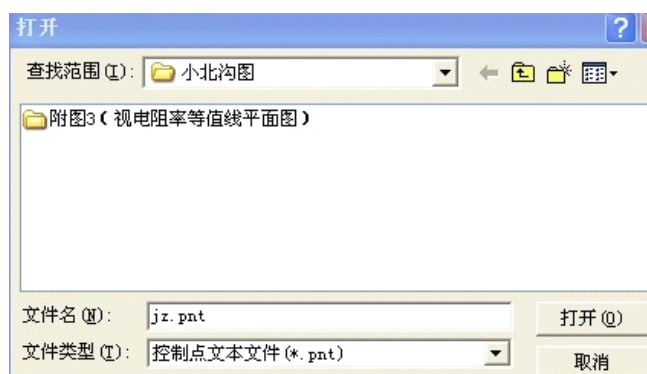 打开
查找范围(I): 小北沟图
附图3(视电阻率等值线平面图)
文件名(N): jz.pnt 打开(O)
文件类型(T): 控制点文本文件(*.pnt) 取消